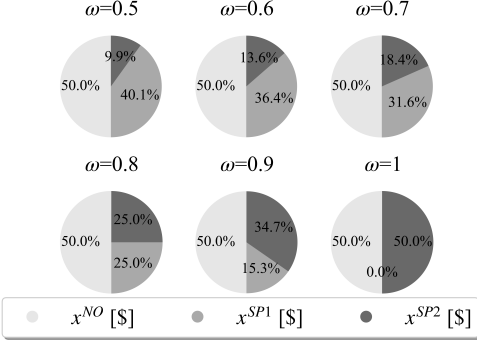 ω=0.5 ω=0.6 ω=0.7
9.9% 13.6% 18.4%
50.0% 50.0% 50.0%
40.1% 36.4% 31.6%
ω=0.8 ω=0.9 ω=1
25.0% 34.7%
50.0% 50.0% 50.0% 50.0%
25.0% 15.3% 0.0%
x^{NO} [$] x^{SP1} [$] x^{SP2} [$]